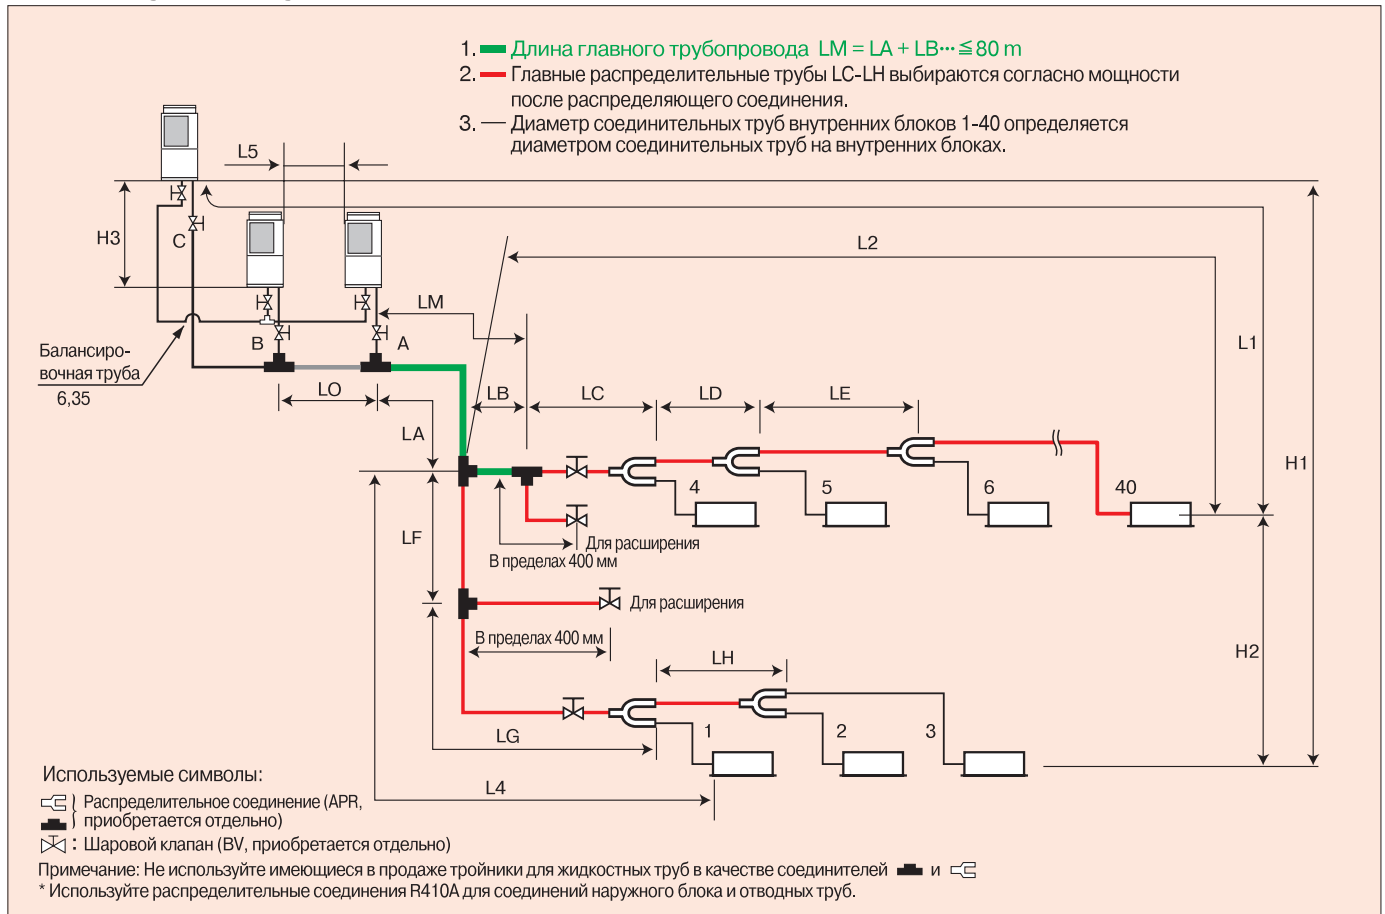 1. Длина главного трубопровода LM = LA + LB··· ≦ 80 m
2. Главные распределительные трубы LC-LH выбираются согласно мощности
после распределяющего соединения.
3. Диаметр соединительных труб внутренних блоков 1-40 определяется
диаметром соединительных труб на внутренних блоках.
L5
H3
C
L2
LM
L1
B
A
Балансиро-
вочная труба
6,35
LO
LB
LC
LD
LE
LA
H1
4
5
6
40
LF
Для расширения
В пределах 400 мм
Для расширения
В пределах 400 мм
H2
LH
1
2
3
LG
L4
Используемые символы:
Распределительное соединение (APR,
приобретается отдельно)
: Шаровой клапан (BV, приобретается отдельно)
Примечание: Не используйте имеющиеся в продаже тройники для жидкостных труб в качестве соединителей и
* Используйте распределительные соединения R410A для соединений наружного блока и отводных труб.